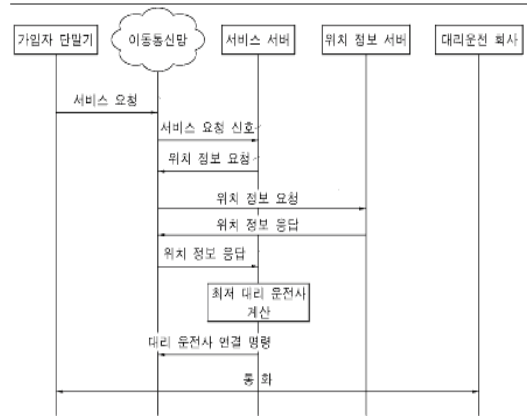 가입자 단말기
이동통신망
서비스 서버
위치 정보 서버
대리운전 회사
서비스 요청
서비스 요청 신호
위치 정보 요청
위치 정보 요청
위치 정보 응답
위치 정보 응답
최저 대리 운전사
계산
대리 운전사 연결 명령
통 화